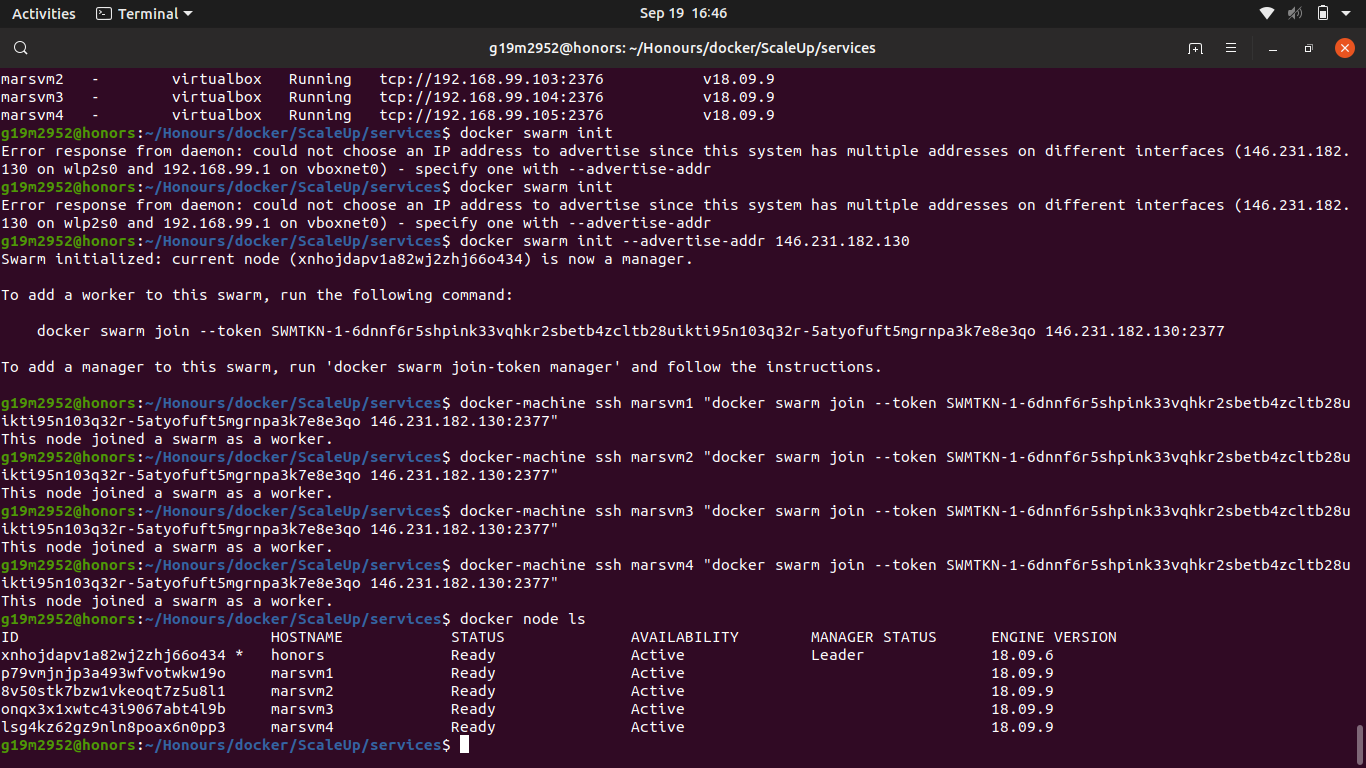 Activities Terminal Sep 19 16:46
g19m2952@honors: ~/Honours/docker/ScaleUp/services
marsvm2 - virtualbox Running tcp://192.168.99.103:2376 v18.09.9
marsvm3 - virtualbox Running tcp://192.168.99.104:2376 v18.09.9
marsvm4 - virtualbox Running tcp://192.168.99.105:2376 v18.09.9
g19m2952@honors:~/Honours/docker/ScaleUp/services$ docker swarm init
Error response from daemon: could not choose an IP address to advertise since this system has multiple addresses on different interfaces (146.231.182.
130 on wlp2s0 and 192.168.99.1 on vboxnet0) - specify one with --advertise-addr
g19m2952@honors:~/Honours/docker/ScaleUp/services$ docker swarm init
Error response from daemon: could not choose an IP address to advertise since this system has multiple addresses on different interfaces (146.231.182.
130 on wlp2s0 and 192.168.99.1 on vboxnet0) - specify one with --advertise-addr
g19m2952@honors:~/Honours/docker/ScaleUp/services$ docker swarm init --advertise-addr 146.231.182.130
Swarm initialized: current node (xnhojdapv1a82wj2zhj66o434) is now a manager.
To add a worker to this swarm, run the following command:
docker swarm join --token SWMTKN-1-6dnnf6r5shpink33vqhkr2sbetb4zcltb28uikti95n103q32r-5atyofuft5mgrnpa3k7e8e3qo 146.231.182.130:2377
To add a manager to this swarm, run 'docker swarm join-token manager' and follow the instructions.
g19m2952@honors:~/Honours/docker/ScaleUp/services$ docker-machine ssh marsvm1 "docker swarm join --token SWMTKN-1-6dnnf6r5shpink33vqhkr2sbetb4zcltb28u
ikti95n103q32r-5atyofuft5mgrnpa3k7e8e3qo 146.231.182.130:2377"
This node joined a swarm as a worker.
g19m2952@honors:~/Honours/docker/ScaleUp/services$ docker-machine ssh marsvm2 "docker swarm join --token SWMTKN-1-6dnnf6r5shpink33vqhkr2sbetb4zcltb28u
ikti95n103q32r-5atyofuft5mgrnpa3k7e8e3qo 146.231.182.130:2377"
This node joined a swarm as a worker.
g19m2952@honors:~/Honours/docker/ScaleUp/services$ docker-machine ssh marsvm3 "docker swarm join --token SWMTKN-1-6dnnf6r5shpink33vqhkr2sbetb4zcltb28u
ikti95n103q32r-5atyofuft5mgrnpa3k7e8e3qo 146.231.182.130:2377"
This node joined a swarm as a worker.
g19m2952@honors:~/Honours/docker/ScaleUp/services$ docker-machine ssh marsvm4 "docker swarm join --token SWMTKN-1-6dnnf6r5shpink33vqhkr2sbetb4zcltb28u
ikti95n103q32r-5atyofuft5mgrnpa3k7e8e3qo 146.231.182.130:2377"
This node joined a swarm as a worker.
g19m2952@honors:~/Honours/docker/ScaleUp/services$ docker node ls
ID HOSTNAME STATUS AVAILABILITY MANAGER STATUS ENGINE VERSION
xnhojdapv1a82wj2zhj66o434 * honors Ready Active Leader 18.09.6
p79vmjnjp3a493wfvotwkw19o marsvm1 Ready Active 18.09.9
8v50stk7bzw1vkeoqt7z5u8l1 marsvm2 Ready Active 18.09.9
onqx3x1xwtc43i9067abt4l9b marsvm3 Ready Active 18.09.9
lsg4kz62gz9nln8poax6n0pp3 marsvm4 Ready Active 18.09.9
g19m2952@honors:~/Honours/docker/ScaleUp/services$